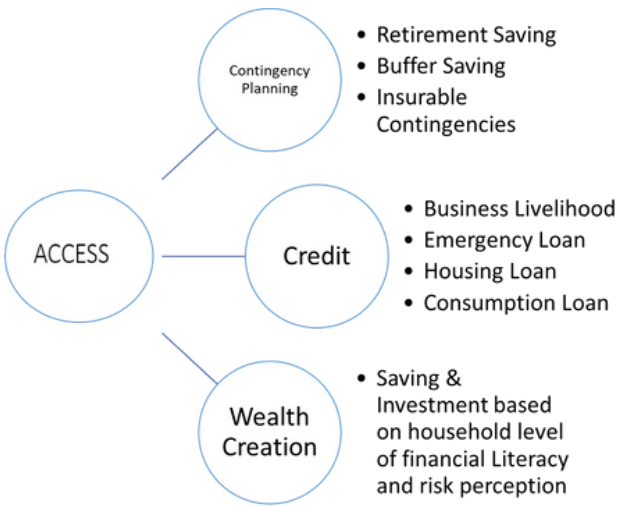 Contingency
Planning
• Retirement Saving
• Buffer Saving
• Insurable
Contingencies
ACCESS
Credit
• Business Livelihood
• Emergency Loan
• Housing Loan
• Consumption Loan
Wealth
Creation
• Saving &
Investment based
on household level
of financial Literacy
and risk perception